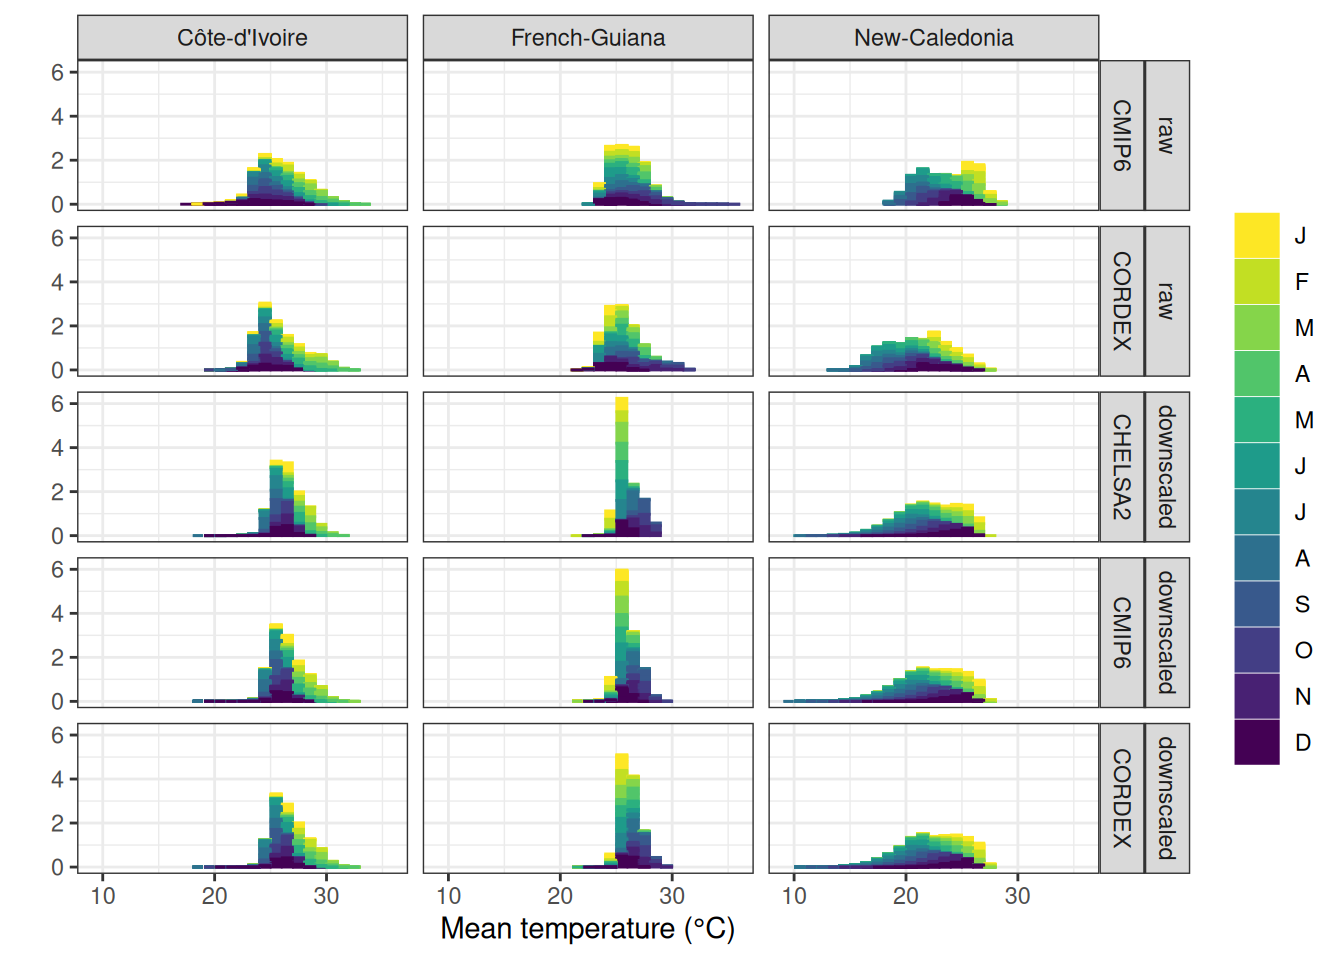 Côte-d'Ivoire French-Guiana New-Caledonia
6
4
2
0
CMIP6 raw
6
4
2
0
CORDEX raw
6
4
2
0
CHELSA2 downscaled
6
4
2
0
CMIP6 downscaled
6
4
2
0
CORDEX downscaled
10 20 30 10 20 30 10 20 30
Mean temperature (°C)
J
F
M
A
M
J
J
A
S
O
N
D